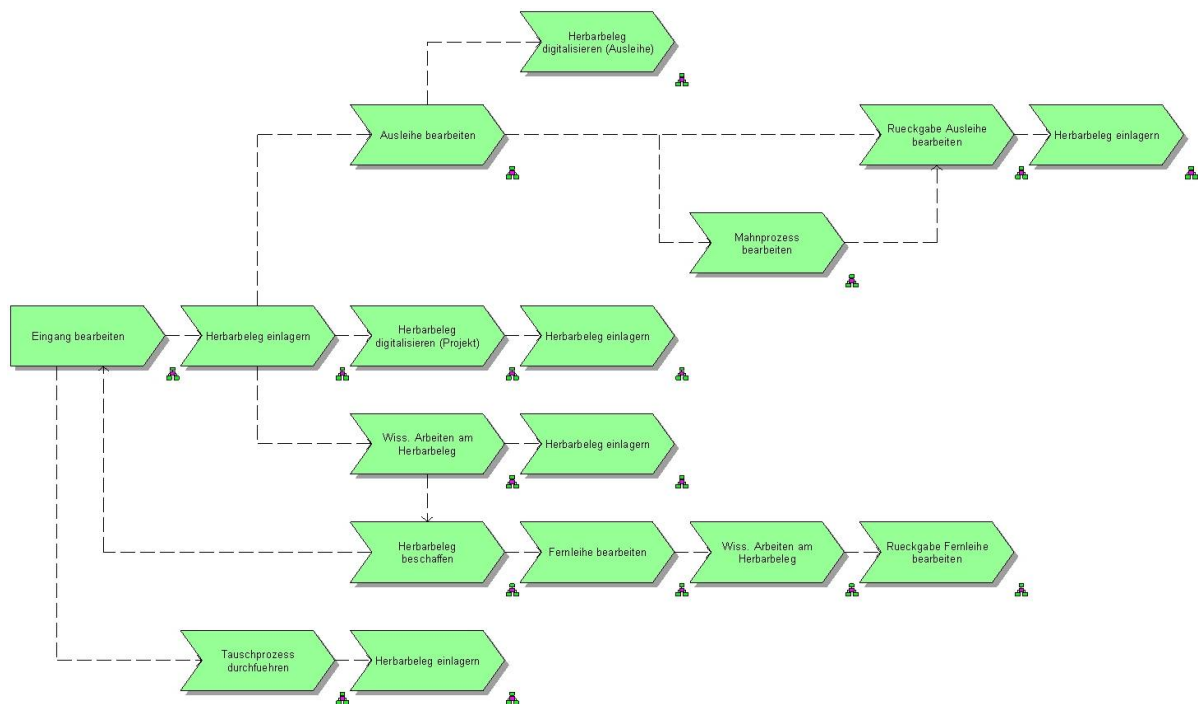 Herbarbeleg
digitalisieren (Ausleihe)
Ausleihe bearbeiten
Rueckgabe Ausleihe
bearbeiten
Herbarbeleg einlagern
Mahnprozess
bearbeiten
Eingang bearbeiten
Herbarbeleg einlagern
Herbarbeleg
digitalisieren (Projekt)
Herbarbeleg einlagern
Wiss. Arbeiten am
Herbarbeleg
Herbarbeleg einlagern
Herbarbeleg
beschaffen
Fernleihe bearbeiten
Wiss. Arbeiten am
Herbarbeleg
Rueckgabe Fernleihe
bearbeiten
Tauschprozess
durchfuehren
Herbarbeleg einlagern